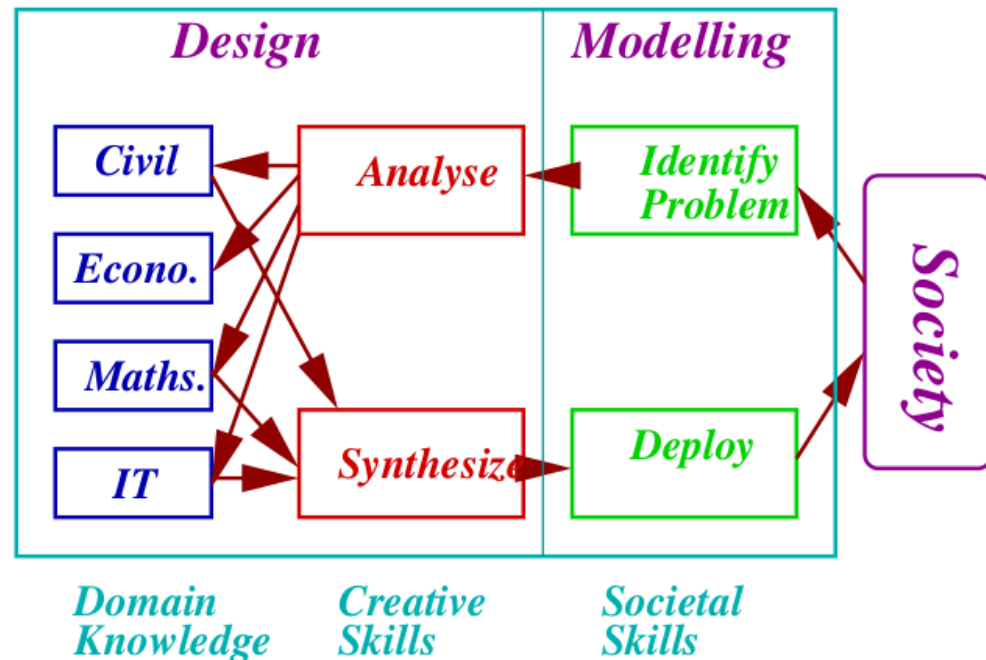 Design
Modelling
Civil
Analyse
Identify
Problem
Econo.
Society
Maths.
Synthesize
Deploy
IT
Domain
Knowledge
Creative
Skills
Societal
Skills